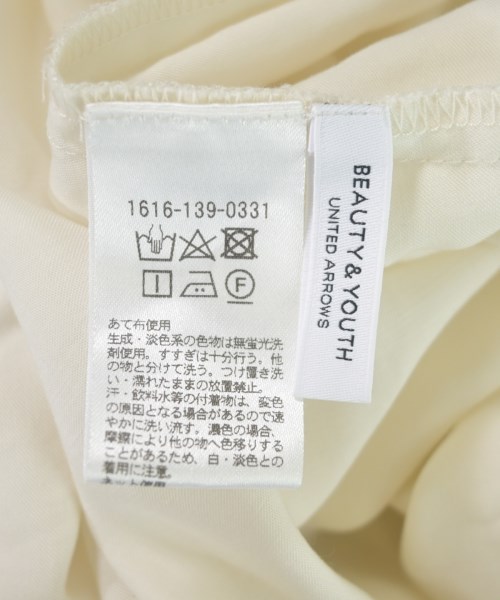 1616-139-0331
F
あて布使用
生成・淡色系の色物は無蛍光洗
剤使用。すすぎは十分行う。他
の物と分けて洗う。つけ置き洗
い・濡れたままの放置禁止。
汗・飲料水等の付着物は、変色
の原因となる場合があるので速
やかに洗い流す。濃色の場合、
摩擦により他の物へ色移りする
ことがあるため、白・淡色との
着用に注意。
ネット使用
BEAUTY & YOUTH
UNITED ARROWS